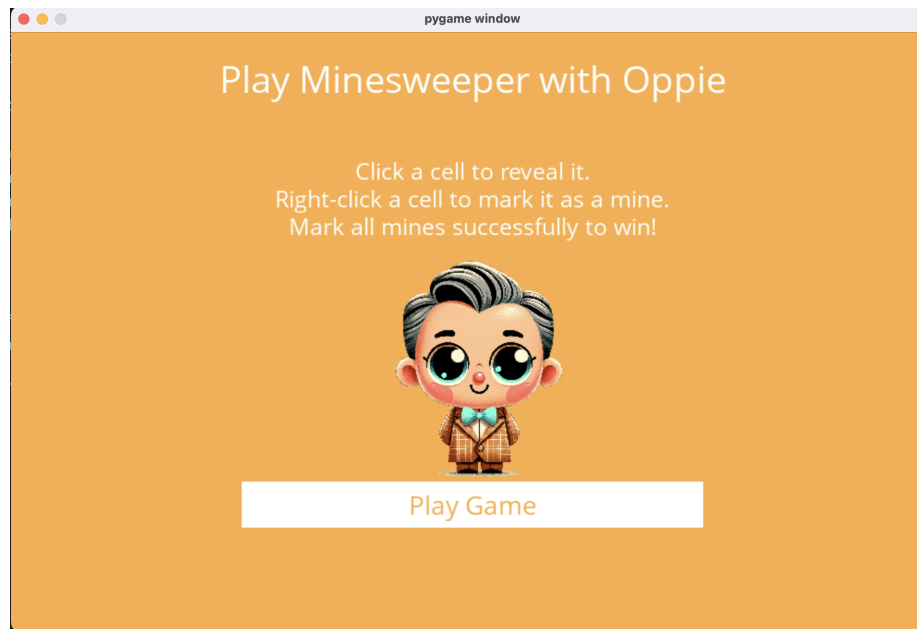 pygame window
Play Minesweeper with Oppie
Click a cell to reveal it.
Right-click a cell to mark it as a mine.
Mark all mines successfully to win!
Play Game